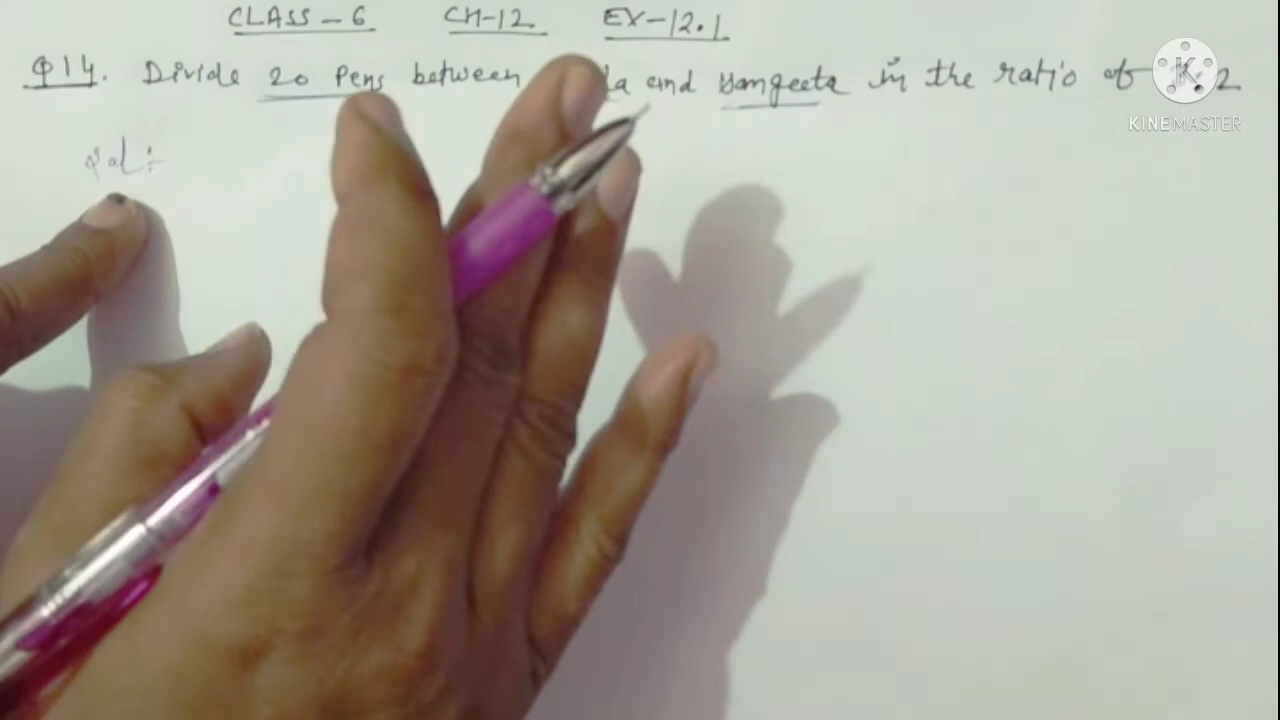 CLASS-6 CH-12 EX-12.1
Q14. Divide 20 Pens between and Sangeeta in the ratio of 2
Sol:
KINEMASTER